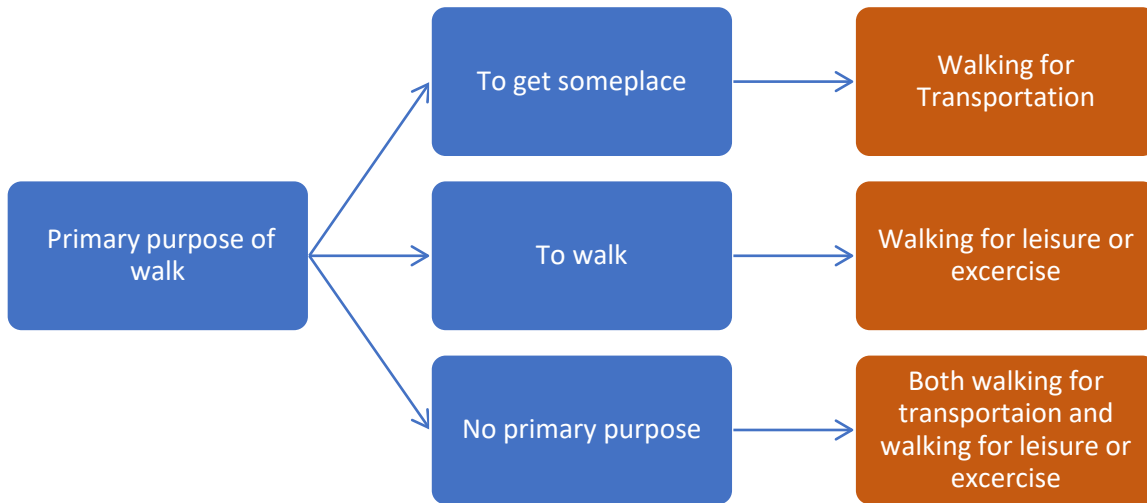 To get someplace
Walking for
Transportation
Primary purpose of
walk
To walk
Walking for leisure or
excercise
No primary purpose
Both walking for
transportaion and
walking for leisure or
excercise